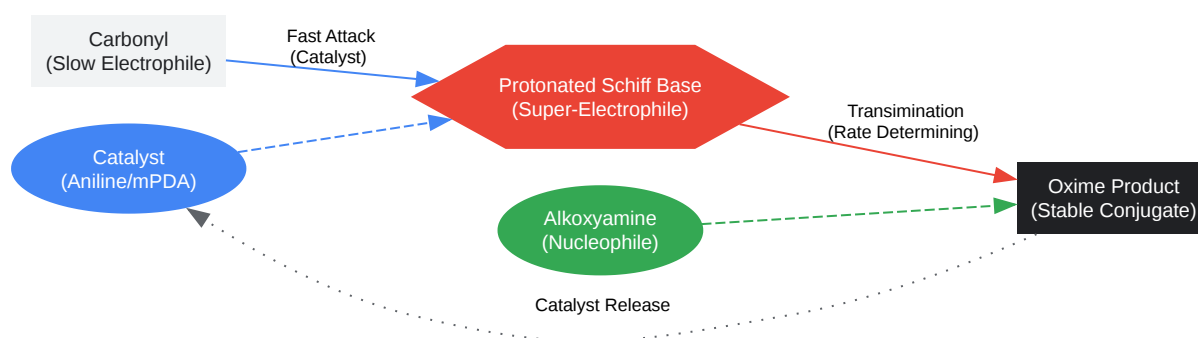 Carbonyl
(Slow Electrophile)
Fast Attack
(Catalyst)
Protonated Schiff Base
(Super-Electrophile)
Transimination
(Rate Determining)
Catalyst
(Aniline/mPDA)
Alkoxyamine
(Nucleophile)
Oxime Product
(Stable Conjugate)
Catalyst Release